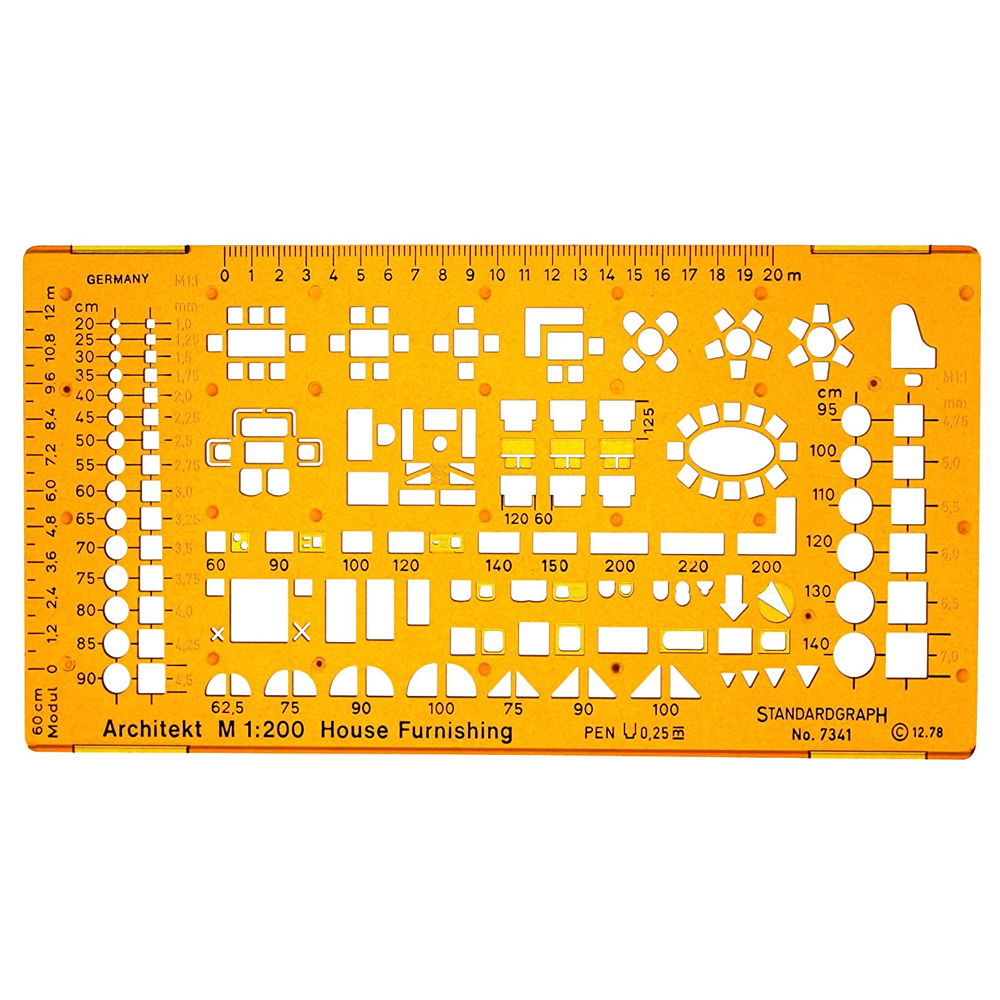 0 1 2 3 4 5 6 7 8 9 10 11 12 13 14 15 16 17 18 19 20 m
GERMANY M1:1
cm mm
20 1,0
25 1,25
30 1,5
35 1,75
40 2,0
45 2,25
50 2,5
55 2,75
60 3,0
65 3,25
70 3,5
75 3,75
80 4,0
85 4,25
90 4,5
12 m
10,8
9,6
8,4
7,2
6,0
4,8
3,6
2,4
1,2
0
60 cm
Modul
125
120 60
60 90 100 120 140 150 200 220 200
M1:1
cm mm
95 4,75
100 5,0
110 5,5
120 6,0
130 6,5
140 7,0
62,5 75 90 100 75 90 100
Architekt M 1:200 House Furnishing
PEN 0,25
STANDARDGRAPH
No. 7341
© 12.78